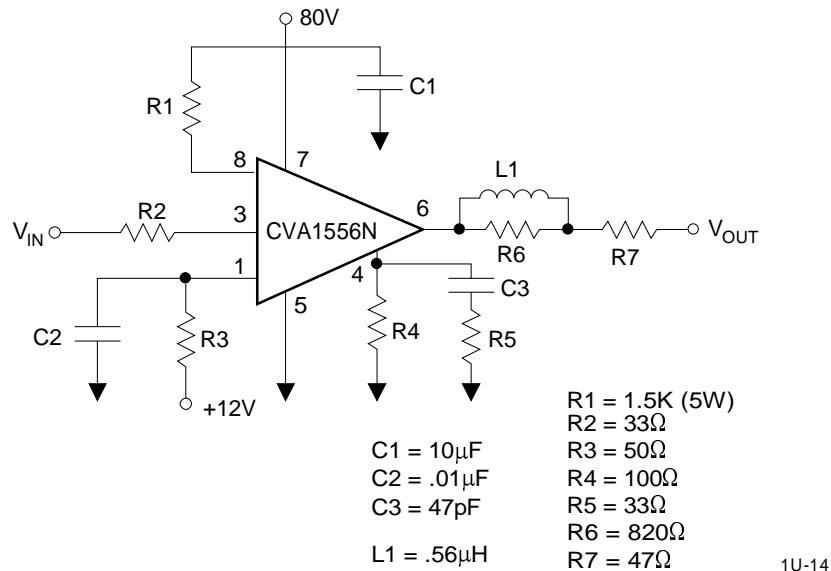 80V
C1
R1
8
7
L1
R2
3
CVA1556N
6
V_IN
V_OUT
R6
R7
1
4
C3
5
C2
R3
R4
R5
+12V
C1 = 10µF
C2 = .01µF
C3 = 47pF
L1 = .56µH
R1 = 1.5K (5W)
R2 = 33Ω
R3 = 50Ω
R4 = 100Ω
R5 = 33Ω
R6 = 820Ω
R7 = 47Ω
1U-14